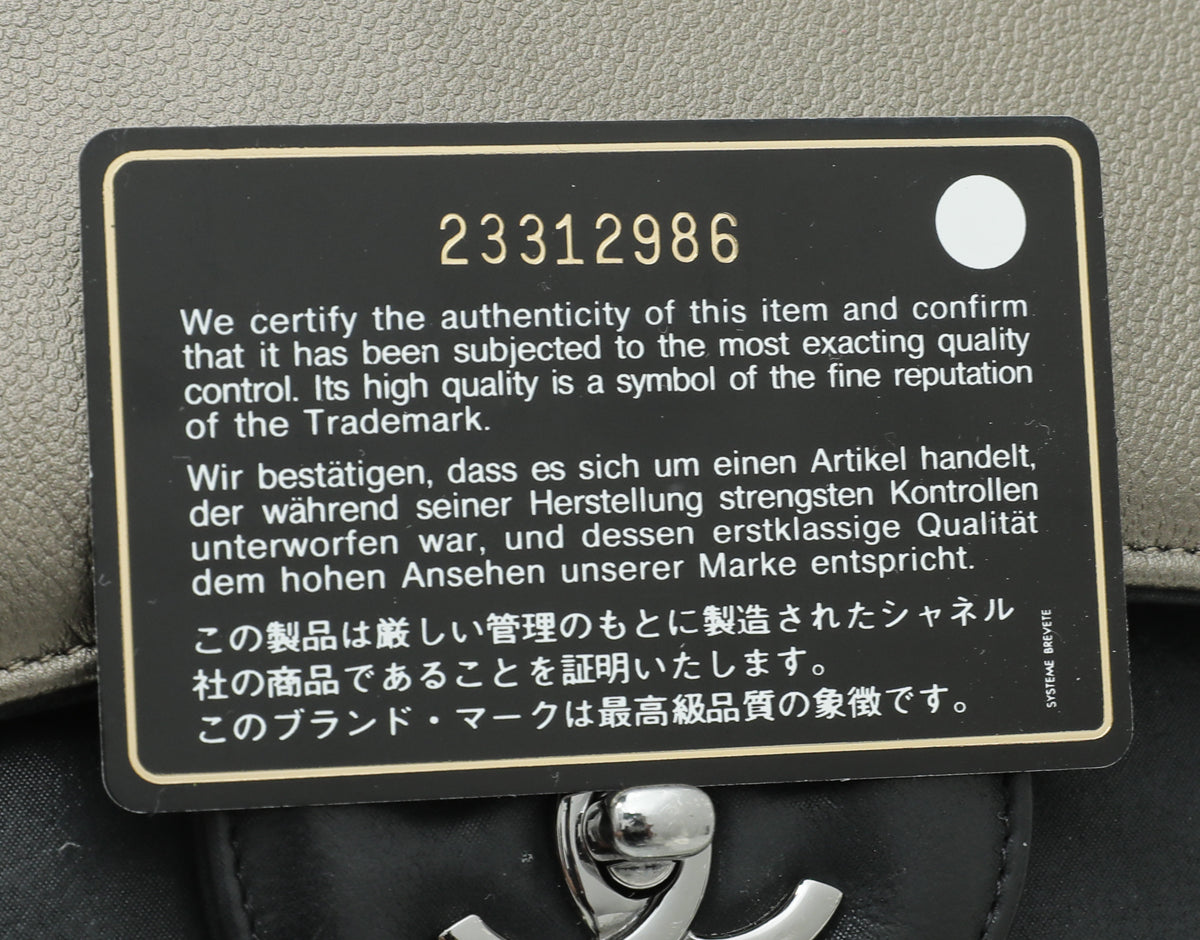 23312986
We certify the authenticity of this item and confirm
that it has been subjected to the most exacting quality
control. Its high quality is a symbol of the fine reputation
of the Trademark.
Wir bestätigen, dass es sich um einen Artikel handelt,
der während seiner Herstellung strengsten Kontrollen
unterworfen war, und dessen erstklassige Qualität
dem hohen Ansehen unserer Marke entspricht.
この製品は厳しい管理のもとに製造されたシャネル
社の商品であることを証明いたします。
このブランド・マークは最高級品質の象徴です。
SYSTEME BREVETE